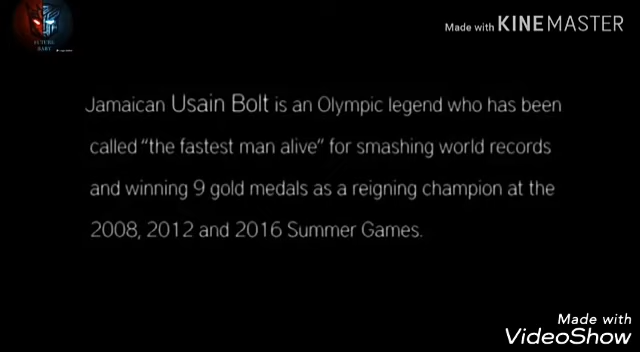 FUTURE
BABY
Made with KINEMASTER
Jamaican Usain Bolt is an Olympic legend who has been
called “the fastest man alive” for smashing world records
and winning 9 gold medals as a reigning champion at the
2008, 2012 and 2016 Summer Games.
Made with
VideoShow